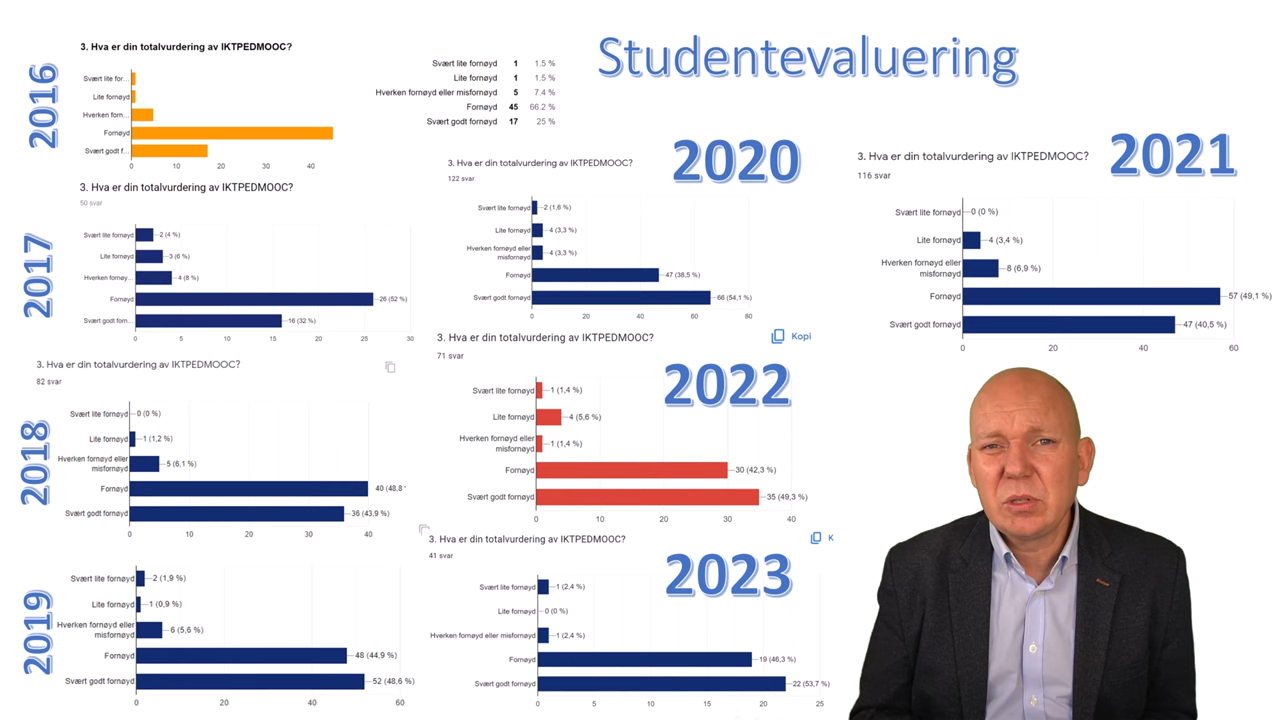 Studentevaluering
2016
3. Hva er din totalvurdering av IKTPEDMOOC?
Svært lite for...
Lite fornøyd
Hverken forn...
Fornøyd
Svært godt f...
0 10 20 30 40
Svært lite fornøyd 1 1.5 %
Lite fornøyd 1 1.5 %
Hverken fornøyd eller misfornøyd 5 7.4 %
Fornøyd 45 66.2 %
Svært godt fornøyd 17 25 %
2017
3. Hva er din totalvurdering av IKTPEDMOOC?
50 svar
Svært lite fornøyd 2 (4 %)
Lite fornøyd 3 (6 %)
Hverken fornøy... 4 (8 %)
Fornøyd 26 (52 %)
Svært godt forn... 16 (32 %)
0 5 10 15 20 25 30
2018
3. Hva er din totalvurdering av IKTPEDMOOC?
82 svar
Svært lite fornøyd 0 (0 %)
Lite fornøyd 1 (1,2 %)
Hverken fornøyd eller
misfornøyd 5 (6,1 %)
Fornøyd 40 (48,8
Svært godt fornøyd 36 (43,9 %)
0 10 20 30 40
2019
Svært lite fornøyd 2 (1,9 %)
Lite fornøyd 1 (0,9 %)
Hverken fornøyd eller
misfornøyd 6 (5,6 %)
Fornøyd 48 (44,9 %)
Svært godt fornøyd 52 (48,6 %)
0 20 40 60
2020
3. Hva er din totalvurdering av IKTPEDMOOC?
122 svar
Svært lite fornøyd 2 (1,6 %)
Lite fornøyd 4 (3,3 %)
Hverken fornøyd eller
misfornøyd 4 (3,3 %)
Fornøyd 47 (38,5 %)
Svært godt fornøyd 66 (54,1 %)
0 20 40 60 80
2021
3. Hva er din totalvurdering av IKTPEDMOOC?
116 svar
Svært lite fornøyd 0 (0 %)
Lite fornøyd 4 (3,4 %)
Hverken fornøyd eller
misfornøyd 8 (6,9 %)
Fornøyd 57 (49,1 %)
Svært godt fornøyd 47 (40,5 %)
0 20 40 60
Kopi
3. Hva er din totalvurdering av IKTPEDMOOC?
71 svar
2022
Svært lite fornøyd 1 (1,4 %)
Lite fornøyd 4 (5,6 %)
Hverken fornøyd eller
misfornøyd 1 (1,4 %)
Fornøyd 30 (42,3 %)
Svært godt fornøyd 35 (49,3 %)
0 10 20 30 40
K
3. Hva er din totalvurdering av IKTPEDMOOC?
41 svar
2023
Svært lite fornøyd 1 (2,4 %)
Lite fornøyd 0 (0 %)
Hverken fornøyd eller misfornøyd 1 (2,4 %)
Fornøyd 19 (46,3 %)
Svært godt fornøyd 22 (53,7 %)
0 5 10 15 20 25